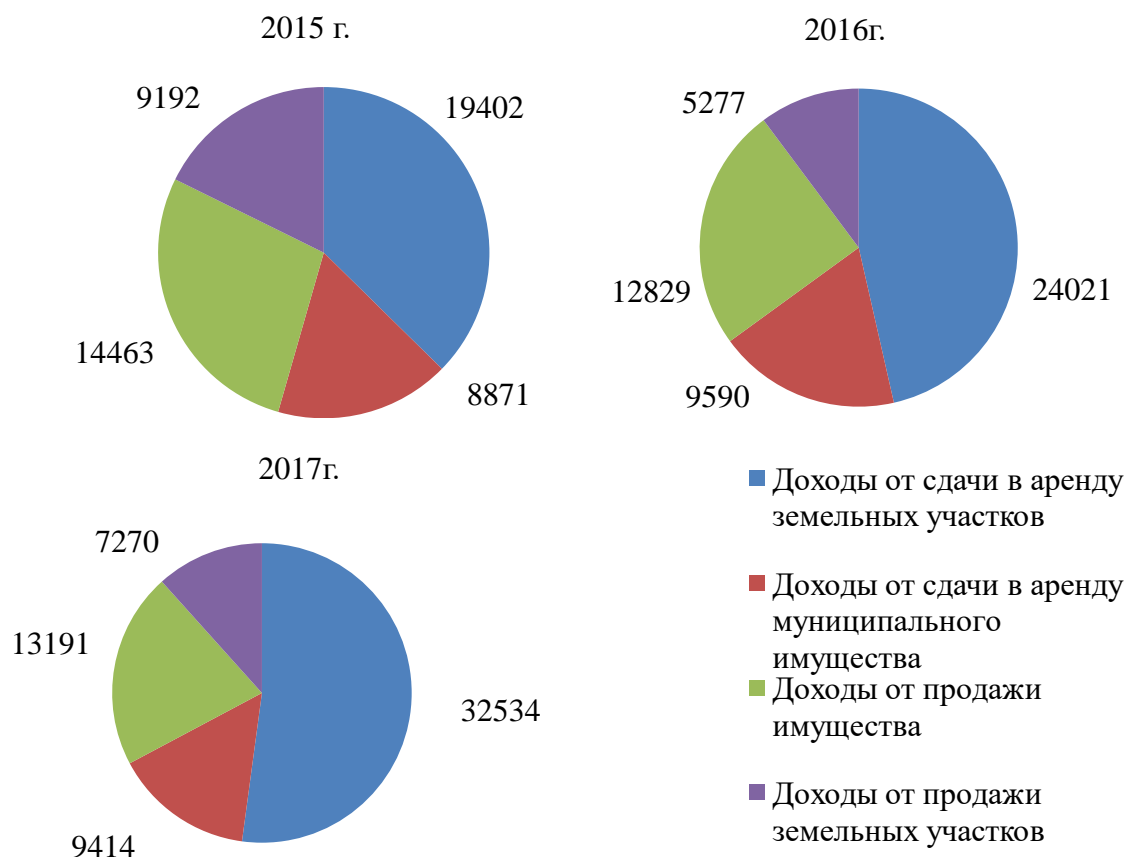 2015 г.
9192
19402
14463
8871
2016г.
5277
12829
24021
9590
2017г.
7270
13191
32534
9414
Доходы от сдачи в аренду
земельных участков
Доходы от сдачи в аренду
муниципального
имущества
Доходы от продажи
имущества
Доходы от продажи
земельных участков